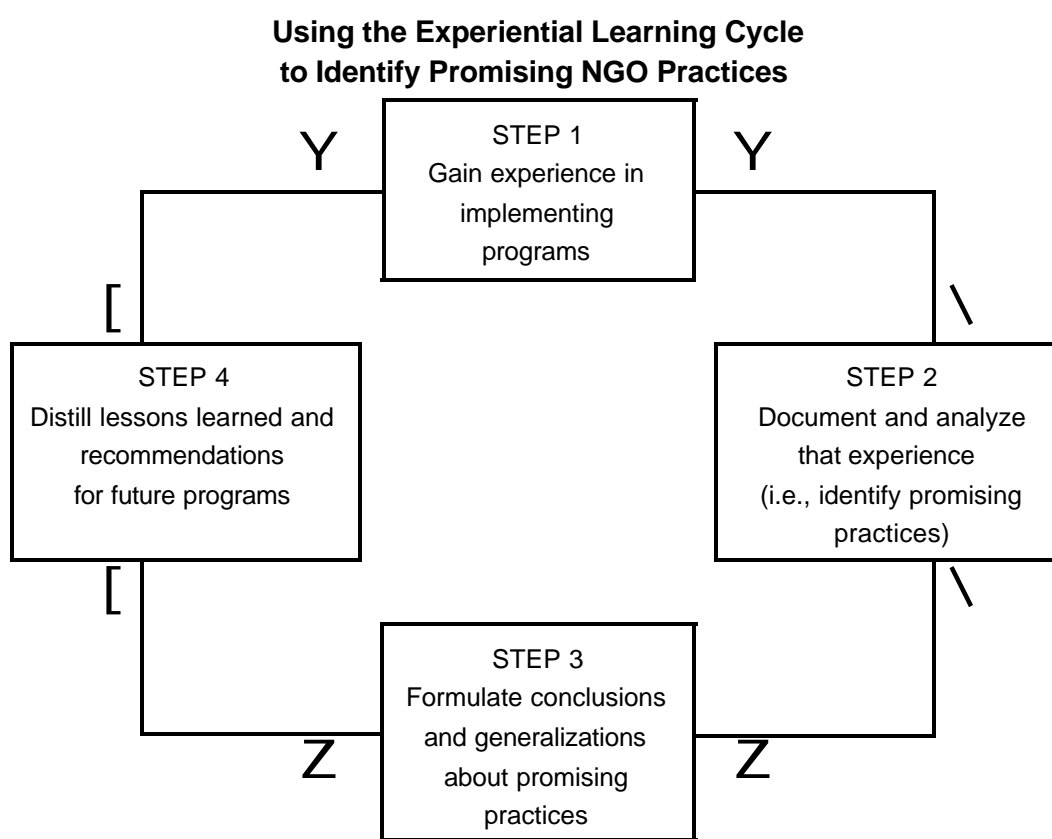 Using the Experiential Learning Cycle
to Identify Promising NGO Practices
Y
STEP 1
Gain experience in
implementing
programs
Y
[
\
STEP 4
Distill lessons learned and
recommendations
for future programs
STEP 2
Document and analyze
that experience
(i.e., identify promising
practices)
[
\
Z
STEP 3
Formulate conclusions
and generalizations
about promising
practices
Z